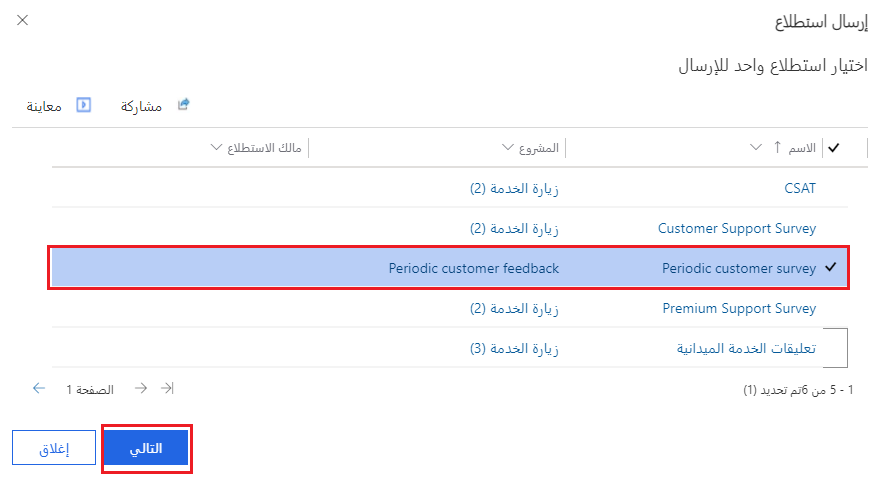 إرسال استطلاع
اختيار استطلاع واحد للإرسال
مشاركة معاينة
الاسم المشروع مالك الاستطلاع
CSAT زيارة الخدمة (2)
Customer Support Survey زيارة الخدمة (2)
Periodic customer survey Periodic customer feedback
Premium Support Survey زيارة الخدمة (2)
تعليقات الخدمة الميدانية زيارة الخدمة (3)
1 - 5 من 6تم تحديد (1) الصفحة 1
التالي إغلاق